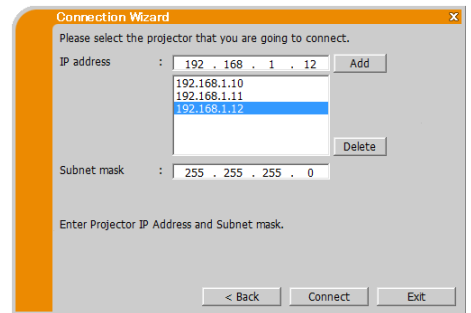 Connection Wizard x
Please select the projector that you are going to connect.
IP address : 192 . 168 . 1 . 12 Add
192.168.1.10
192.168.1.11
192.168.1.12
Delete
Subnet mask : 255 . 255 . 255 . 0
Enter Projector IP Address and Subnet mask.
< Back Connect Exit